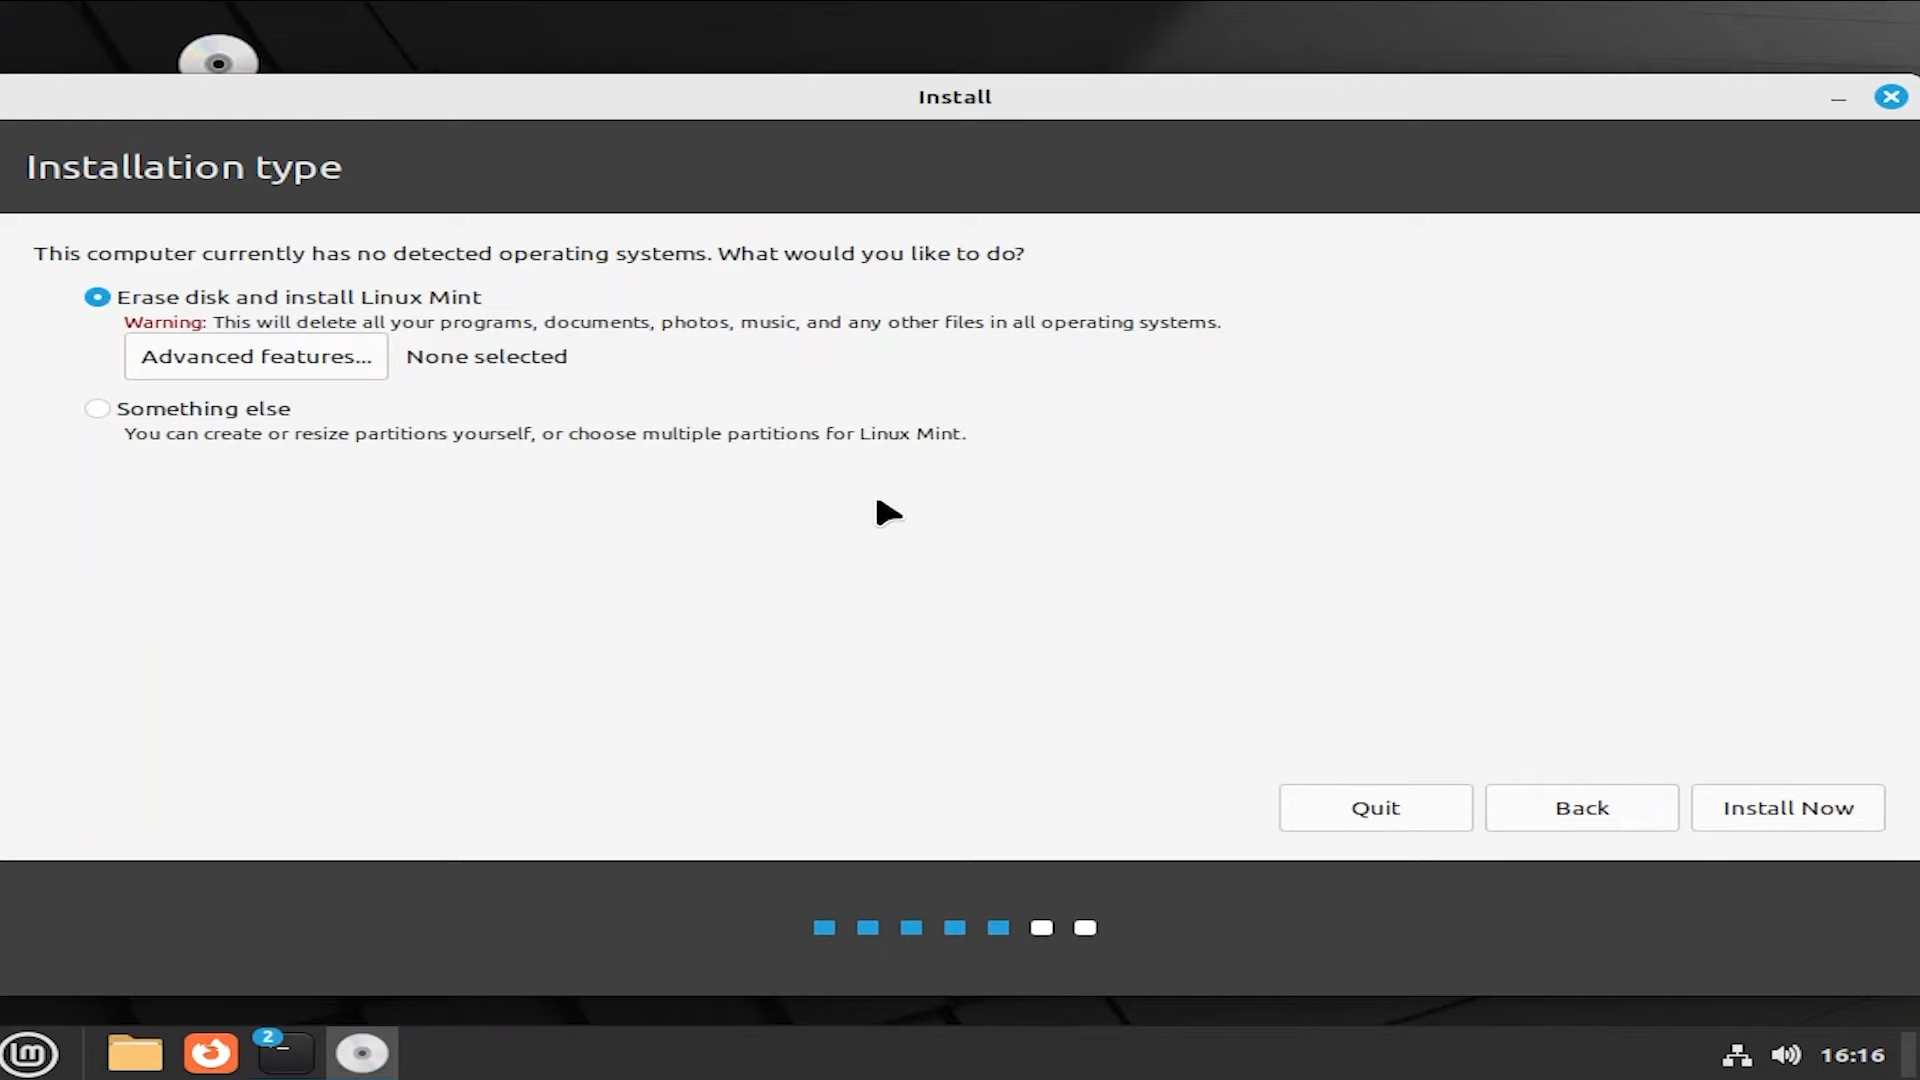 Install
Installation type
This computer currently has no detected operating systems. What would you like to do?
Erase disk and install Linux Mint
Warning: This will delete all your programs, documents, photos, music, and any other files in all operating systems.
Advanced features... None selected
Something else
You can create or resize partitions yourself, or choose multiple partitions for Linux Mint.
Quit Back Install Now
2
16:16